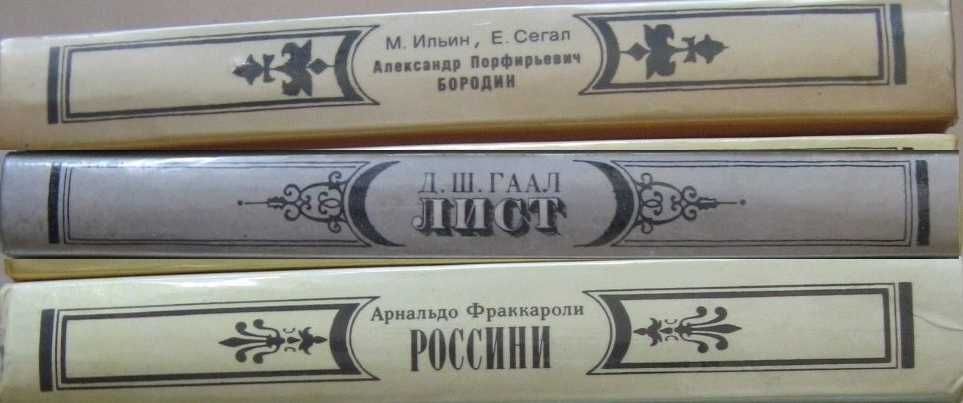 М. Ильин, Е. Сегал
Александр Порфирьевич
БОРОДИН
Д. Ш. ГААЛ
ЛИСТ
Арнальдо Фраккароли
РОССИНИ